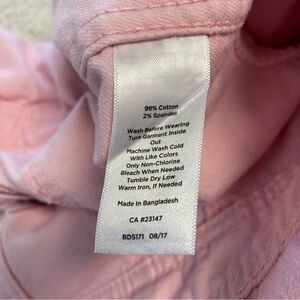 98% Cotton
2% Spandex
Wash Before Wearing
Turn Garment Inside
Out
Machine Wash Cold
With Like Colors
Only Non-Chlorine
Bleach When Needed
Tumble Dry Low
Warm Iron, If Needed
Made In Bangladesh
CA #23147
BD5171 08/17